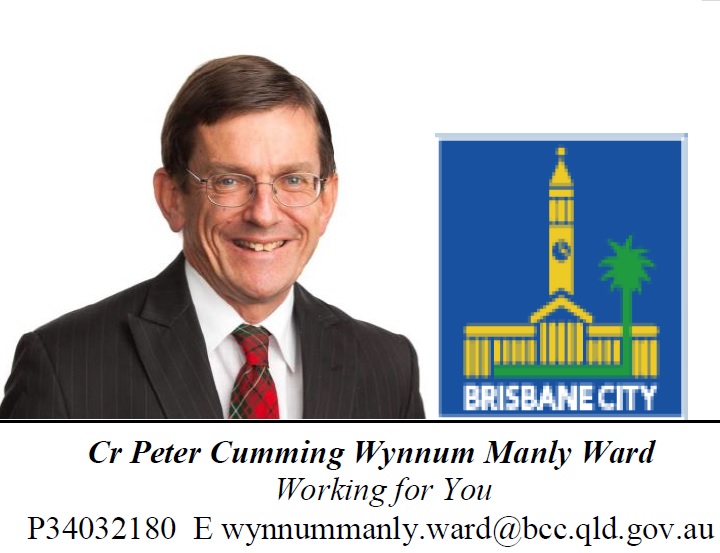 BRISBANE CITY
Cr Peter Cumming Wynnum Manly Ward
Working for You
P34032180 E wynnummanly.ward@bcc.qld.gov.au